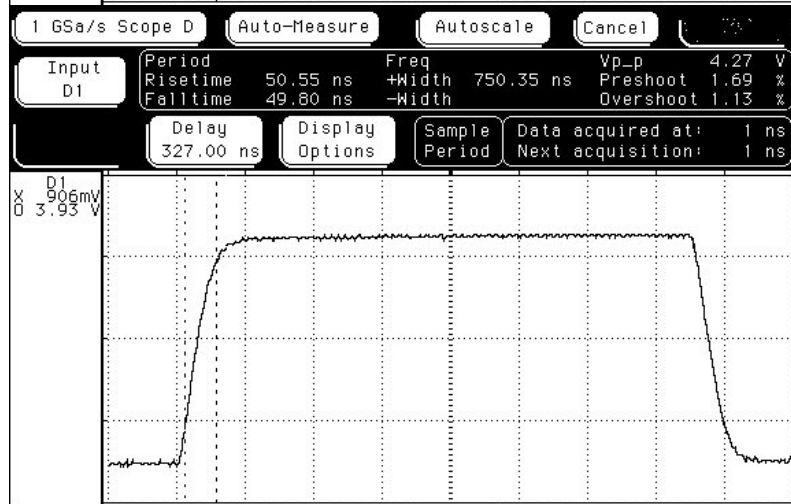 1 GSa/s Scope D Auto-Measure Autoscale Cancel
Input D1
Period Freq Vp_p 4.27 V
Risetime 50.55 ns +Width 750.35 ns Preshoot 1.69 %
Falltime 49.80 ns -Width Overshoot 1.13 %
Delay Display Sample Data acquired at: 1 ns
327.00 ns Options Period Next acquisition: 1 ns
D1
X 906mV
O 3.93 V